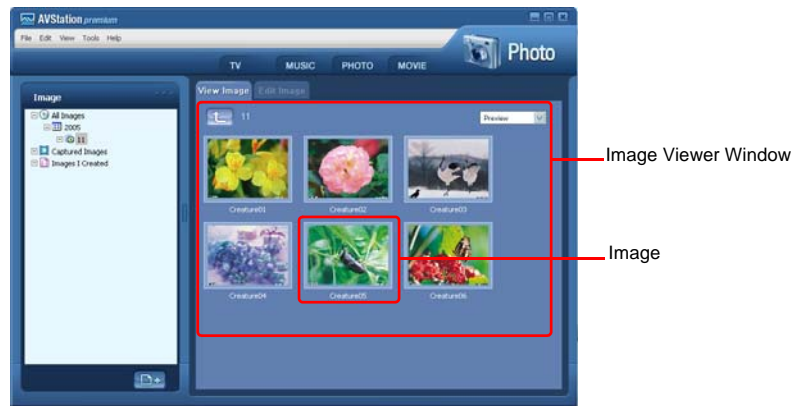 AVStation premium
File Edit View Tools Help
Photo
TV MUSIC PHOTO MOVIE
Image
All Images
2005
11
Captured Images
Images I Created
View Image Edit Image
11
Preview
Creature01 Creature02 Creature03
Creature04 Creature05 Creature06
Image Viewer Window
Image